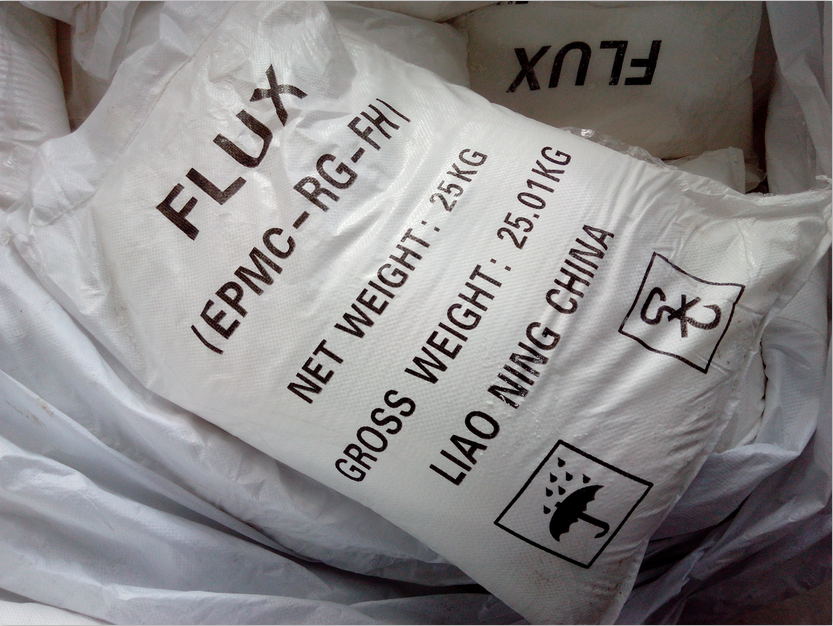 FLUX
(EPMC-RG-FH)
NET WEIGHT: 25KG
GROSS WEIGHT: 25.01KG
LIAO NING CHINA
FLUX